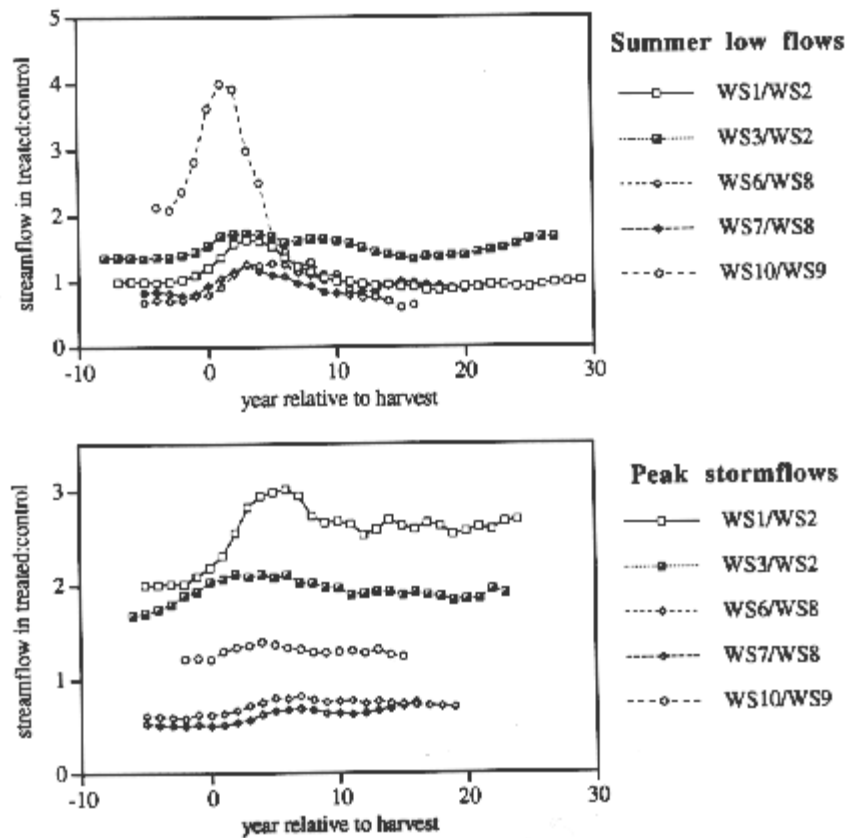 Summer low flows
WS1/WS2
WS3/WS2
WS6/WS8
WS7/WS8
WS10/WS9
streamflow in treated:control
5
4
3
2
1
0
-10
0
10
20
30
year relative to harvest
Peak stormflows
WS1/WS2
WS3/WS2
WS6/WS8
WS7/WS8
WS10/WS9
streamflow in treated:control
3
2
1
0
-10
0
10
20
30
year relative to harvest